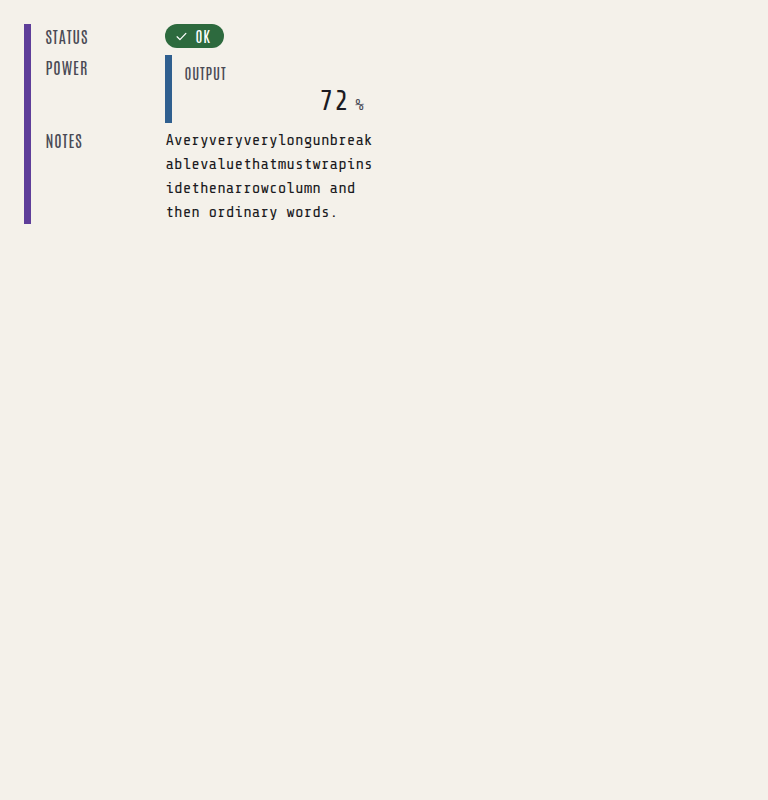 STATUS ✓ OK
POWER
OUTPUT
72 %
NOTES Averyveryverylongunbreak
ablevaluethatmustwrapins
idethenarrowcolumn and
then ordinary words.